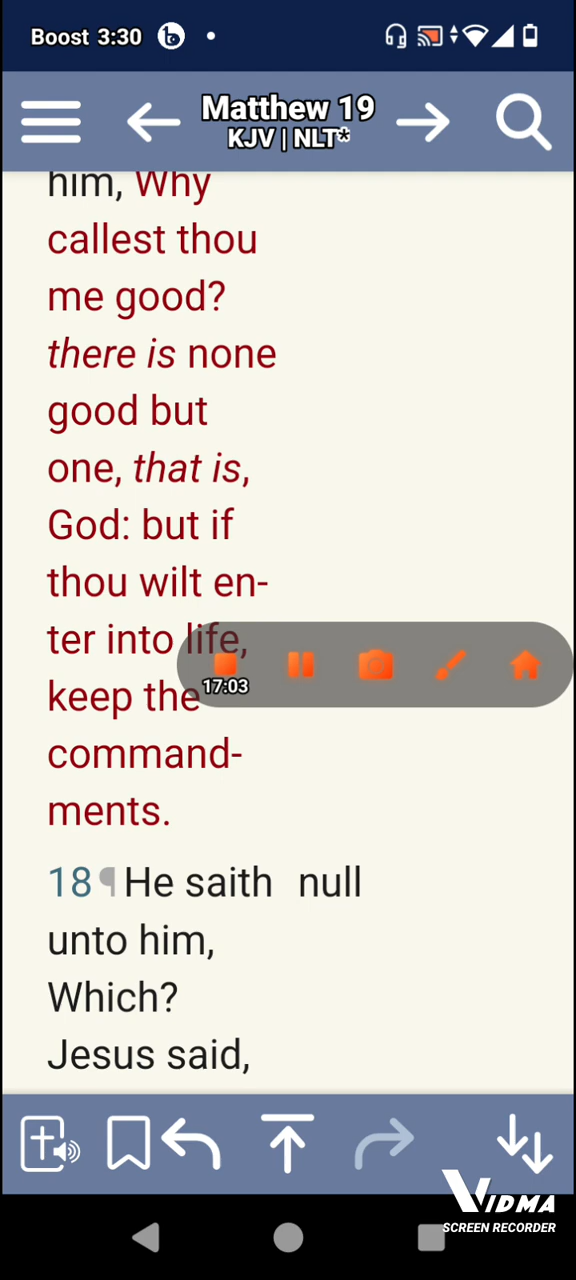 Boost 3:30
Matthew 19
KJV | NLT*
him, Why
callest thou
me good?
there is none
good but
one, that is,
God: but if
thou wilt en-
ter into life,
17:03
keep the
command-
ments.
18 ¶ He saith null
unto him,
Which?
Jesus said,
VIDMA
SCREEN RECORDER